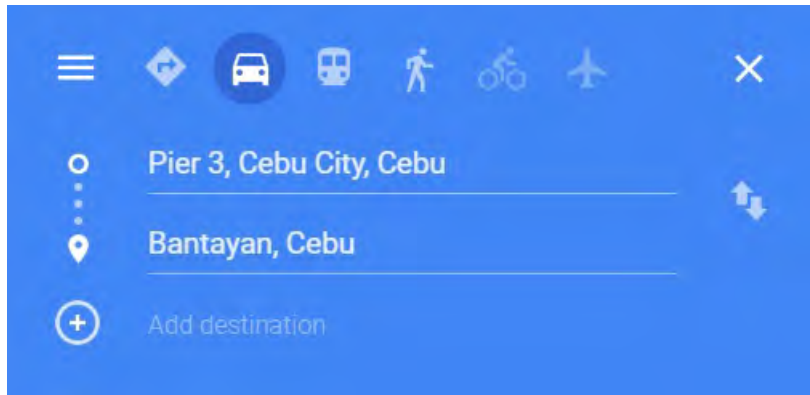 Pier 3, Cebu City, Cebu
Bantayan, Cebu
Add destination